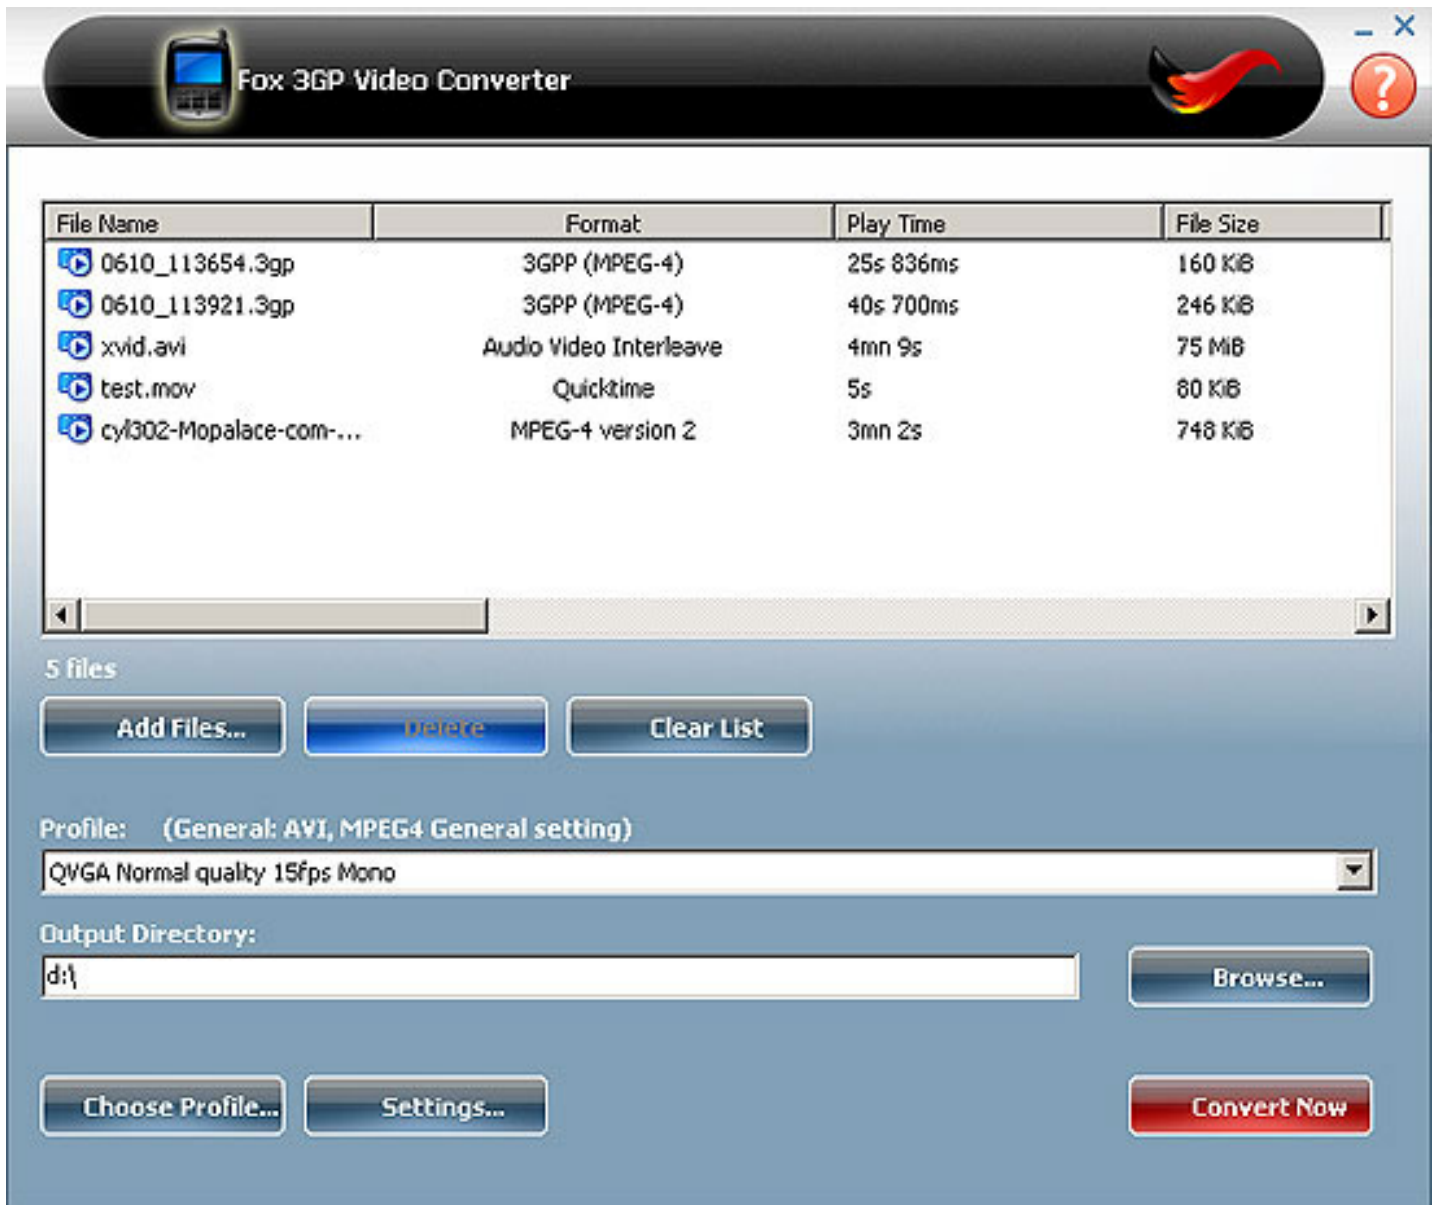 Fox 3GP Video Converter
?
File Name Format Play Time File Size
0610_113654.3gp 3GPP (MPEG-4) 25s 836ms 160 KiB
0610_113921.3gp 3GPP (MPEG-4) 40s 700ms 246 KiB
xvid.avi Audio Video Interleave 4mn 9s 75 MiB
test.mov Quicktime 5s 80 KiB
cyl302-Mopalace-com-... MPEG-4 version 2 3mn 2s 748 KiB
5 files
Add Files... Delete Clear List
Profile: (General: AVI, MPEG4 General setting)
QVGA Normal quality 15fps Mono
Output Directory:
d:\
Browse...
Choose Profile... Settings... Convert Now